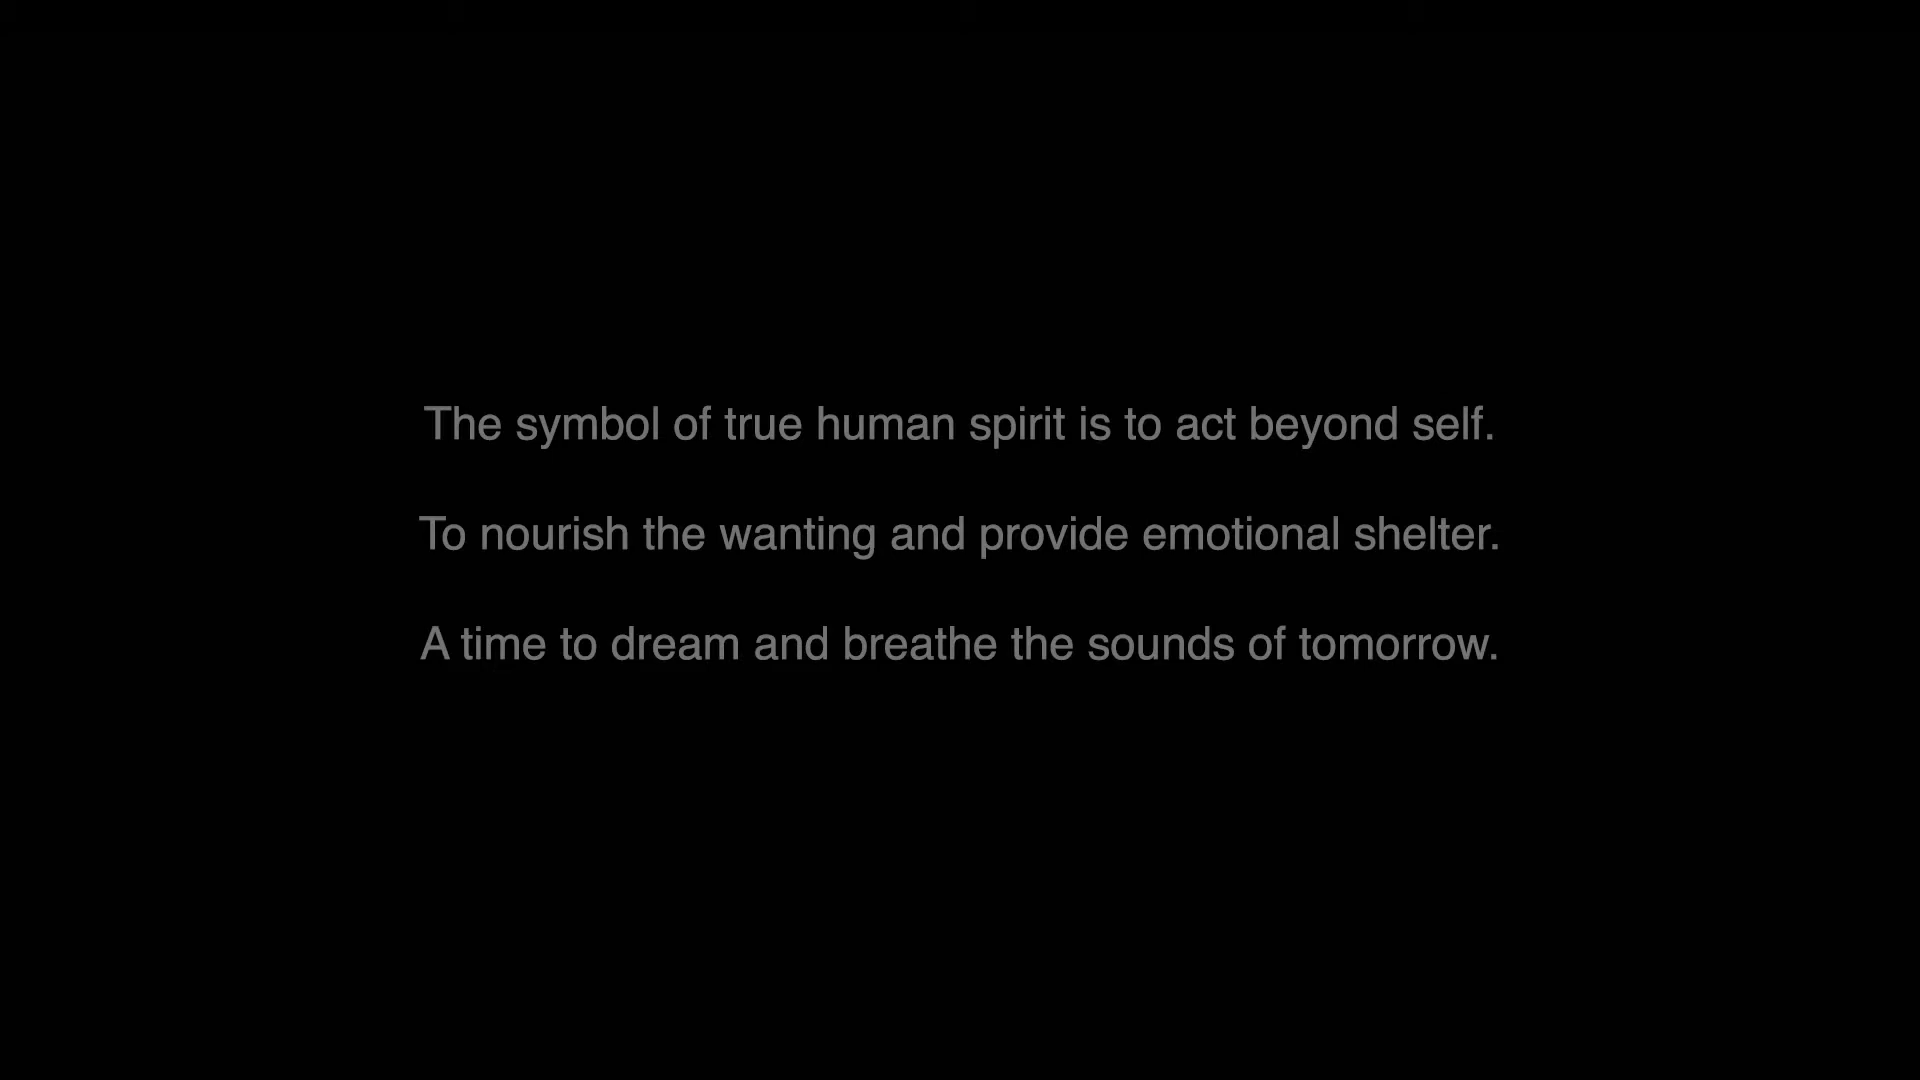 The symbol of true human spirit is to act beyond self.
To nourish the wanting and provide emotional shelter.
A time to dream and breathe the sounds of tomorrow.